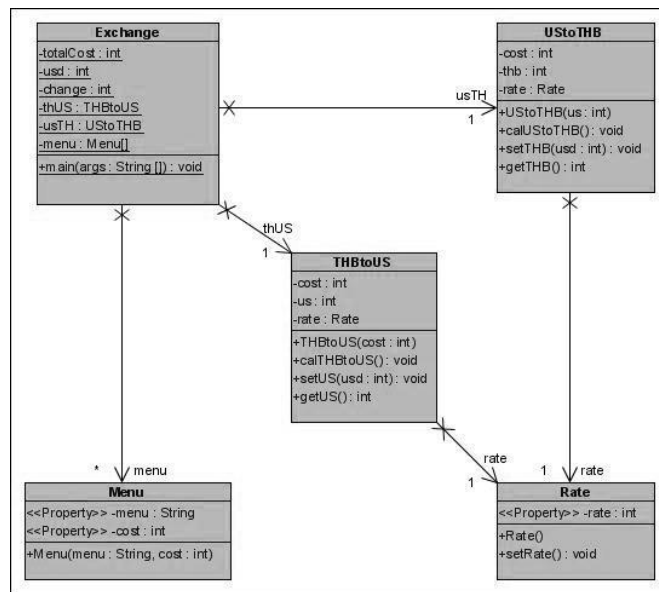 Exchange
-totalCost : int
-usd : int
-change : int
-thUS : THBtoUS
-usTH : UStoTHB
-menu : Menu[]
+main(args : String []) : void
UStoTHB
-cost : int
-thb : int
-rate : Rate
+UStoTHB(us : int)
+calUStoTHB() : void
+setTHB(usd : int) : void
+getTHB() : int
usTH
1
thUS
1
THBtoUS
-cost : int
-us : int
-rate : Rate
+THBtoUS(cost : int)
+calTHBtoUS() : void
+setUS(usd : int) : void
+getUS() : int
rate
1
1 rate
* menu
Menu
<<Property>> -menu : String
<<Property>> -cost : int
+Menu(menu : String, cost : int)
Rate
<<Property>> -rate : int
+Rate()
+setRate() : void